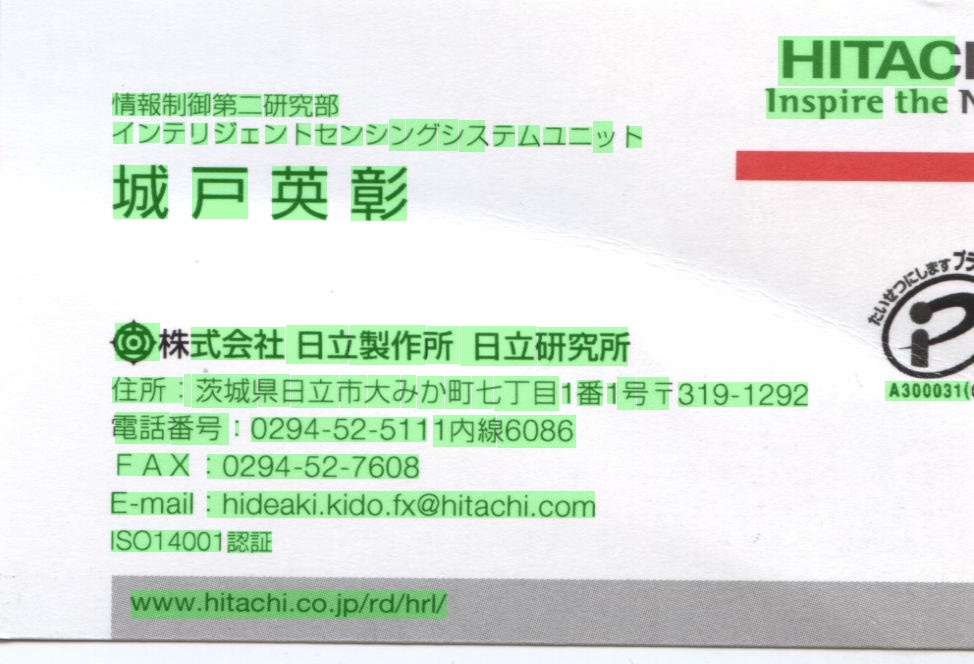 HITACHI
Inspire the N
情報制御第二研究部
インテリジェントセンシングシステムユニット
城戸英彰
たいせつにします プラ
株式会社 日立製作所 日立研究所
住所：茨城県日立市大みか町七丁目1番1号〒319-1292
A300031(
電話番号：0294-52-5111内線6086
FAX：0294-52-7608
E-mail：hideaki.kido.fx@hitachi.com
ISO14001認証
www.hitachi.co.jp/rd/hrl/